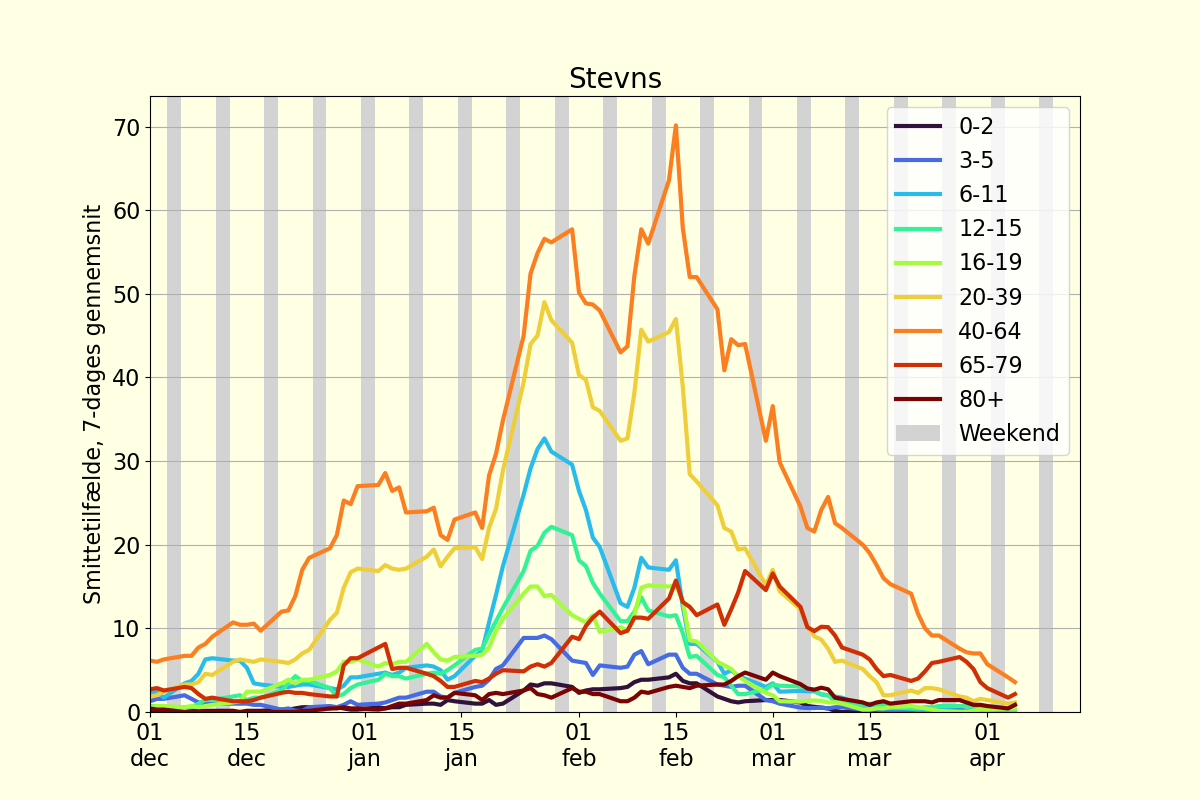 Stevns
Smittetilfælde, 7-dages gennemsnit
70
60
50
40
30
20
10
0
01 dec
15 dec
01 jan
15 jan
01 feb
15 feb
01 mar
15 mar
01 apr
0-2
3-5
6-11
12-15
16-19
20-39
40-64
65-79
80+
Weekend